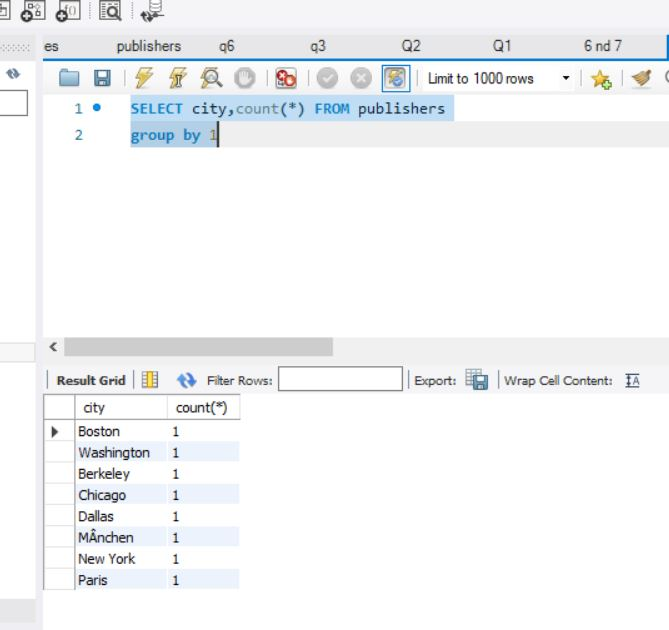 es publishers q6 q3 Q2 Q1 6 nd 7
Limit to 1000 rows
1 SELECT city,count(*) FROM publishers
2 group by 1
Result Grid Filter Rows: Export: Wrap Cell Content:
city count(*)
Boston 1
Washington 1
Berkeley 1
Chicago 1
Dallas 1
MÂnchen 1
New York 1
Paris 1